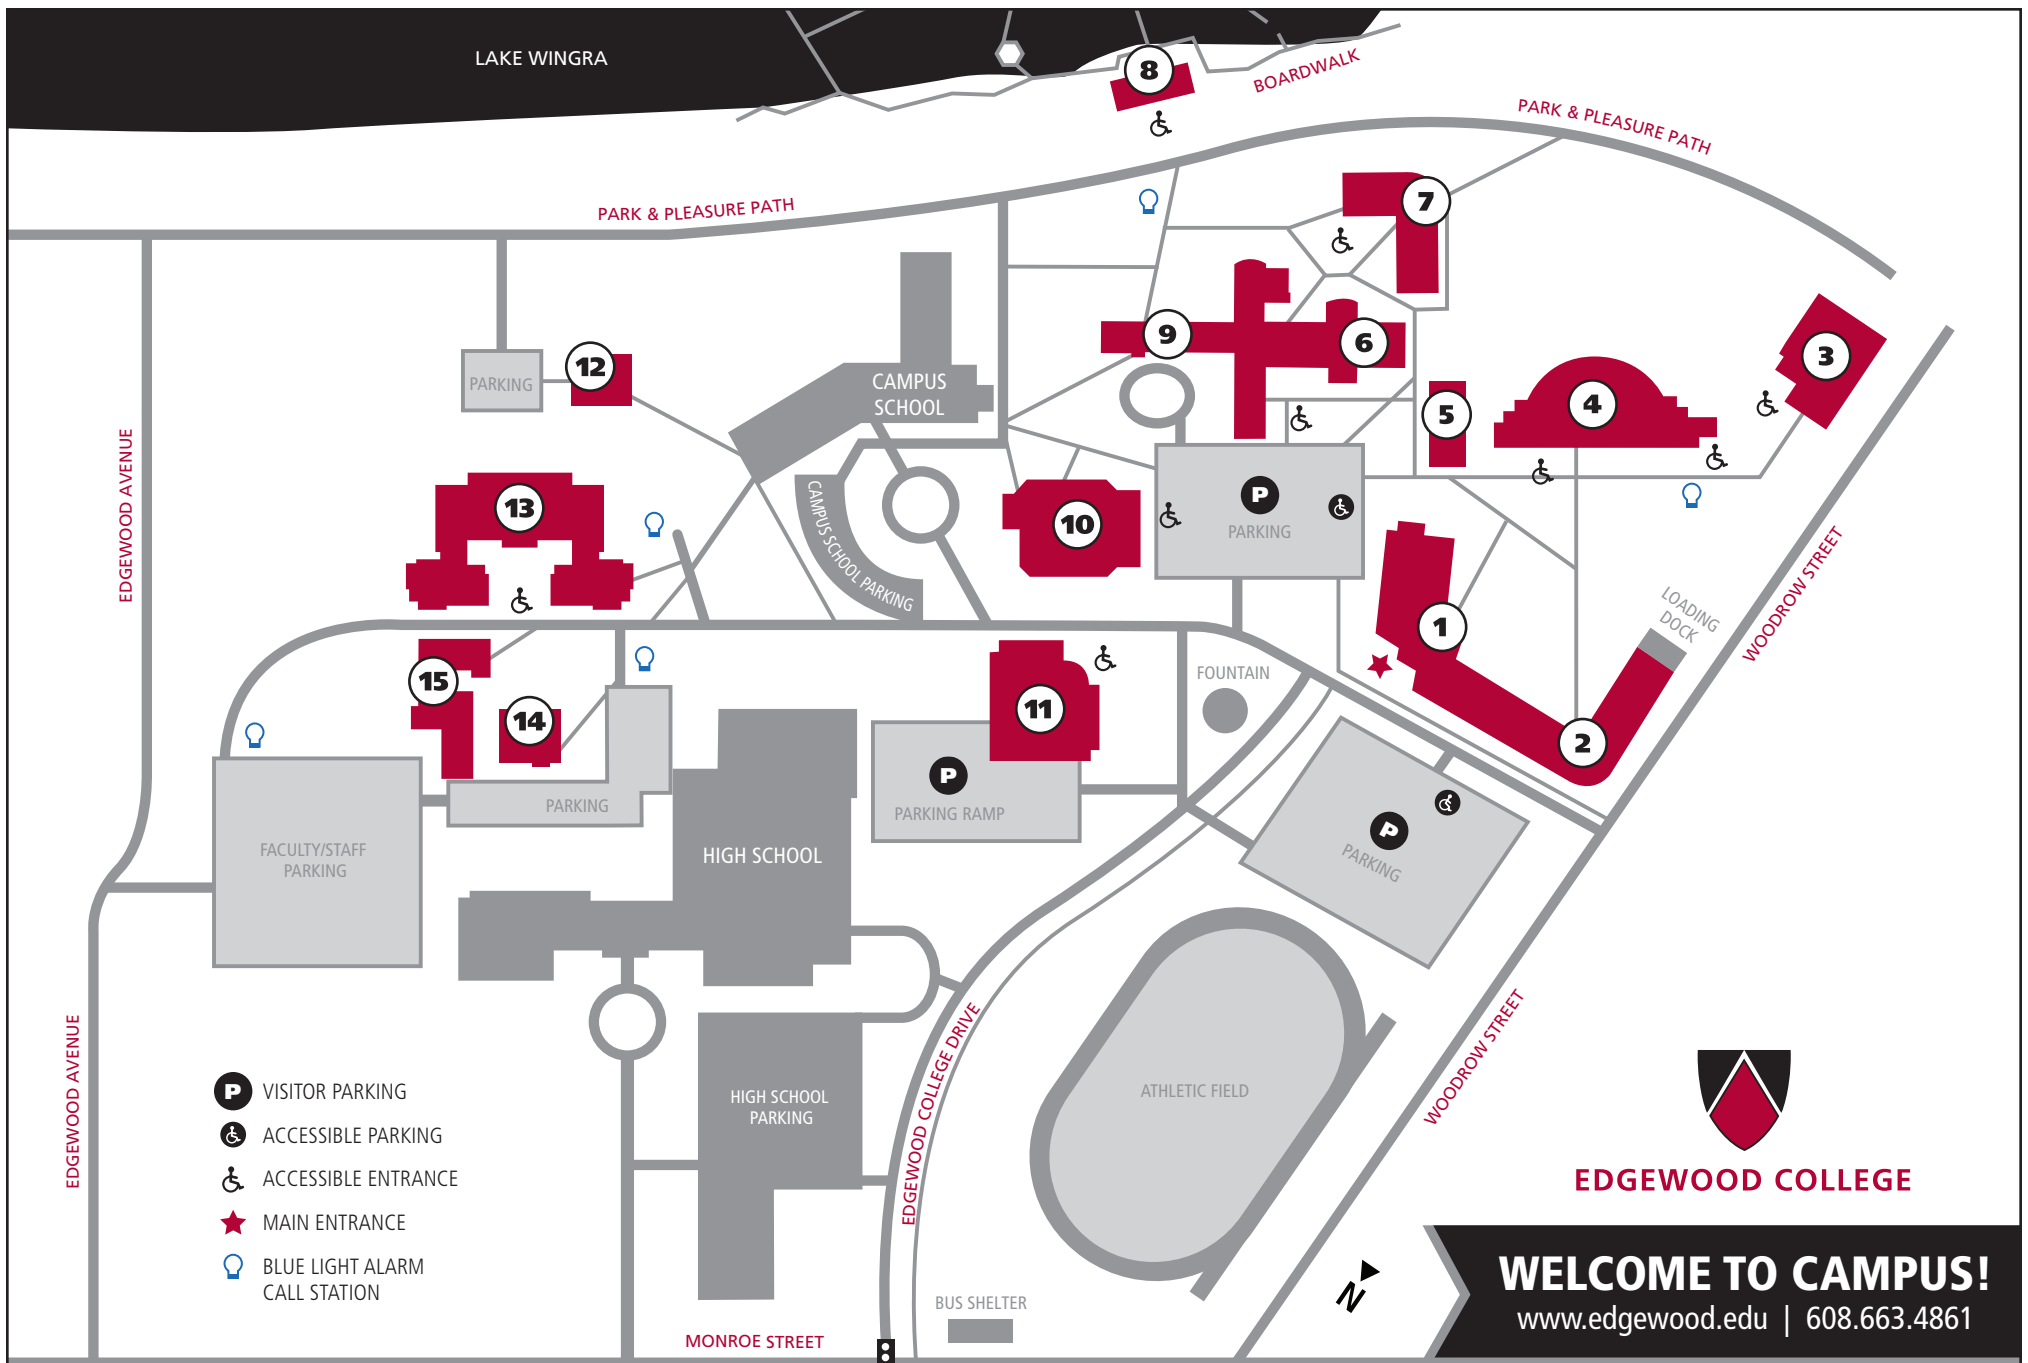 LAKE WINGRA
8
BOARDWALK
PARK & PLEASURE PATH
PARK & PLEASURE PATH
7
9
6
3
12
PARKING
CAMPUS
SCHOOL
5
4
EDGEWOOD AVENUE
13
CAMPUS SCHOOL PARKING
10
P
PARKING
WOODROW STREET
LOADING
DOCK
1
15
14
11
FOUNTAIN
2
P
PARKING RAMP
PARKING
P
PARKING
FACULTY/STAFF
PARKING
HIGH SCHOOL
EDGEWOOD AVENUE
EDGEWOOD COLLEGE DRIVE
WOODROW STREET
HIGH SCHOOL
PARKING
ATHLETIC FIELD
P VISITOR PARKING
ACCESSIBLE PARKING
ACCESSIBLE ENTRANCE
MAIN ENTRANCE
BLUE LIGHT ALARM
CALL STATION
EDGEWOOD COLLEGE
N
BUS SHELTER
MONROE STREET
WELCOME TO CAMPUS!
www.edgewood.edu | 608.663.4861